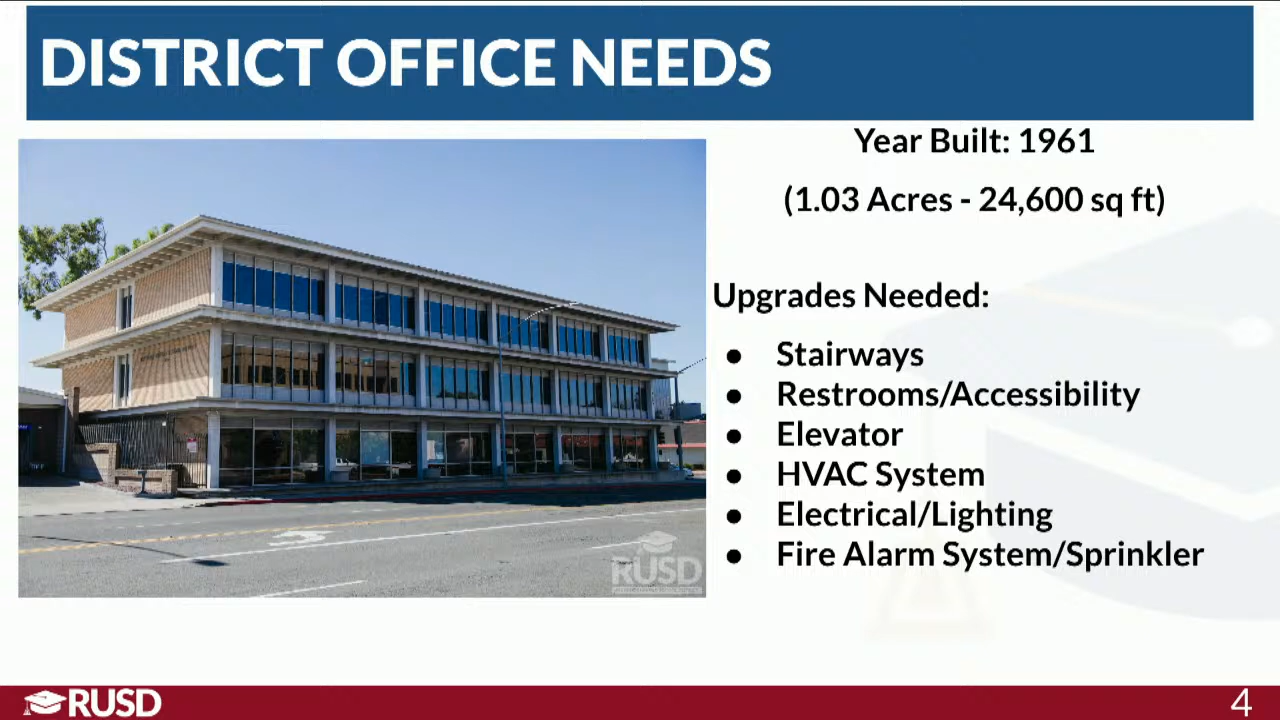 DISTRICT OFFICE NEEDS
Year Built: 1961
(1.03 Acres - 24,600 sq ft)
Upgrades Needed:
● Stairways
● Restrooms/Accessibility
● Elevator
● HVAC System
● Electrical/Lighting
● Fire Alarm System/Sprinkler
RUSD
RUSD
4